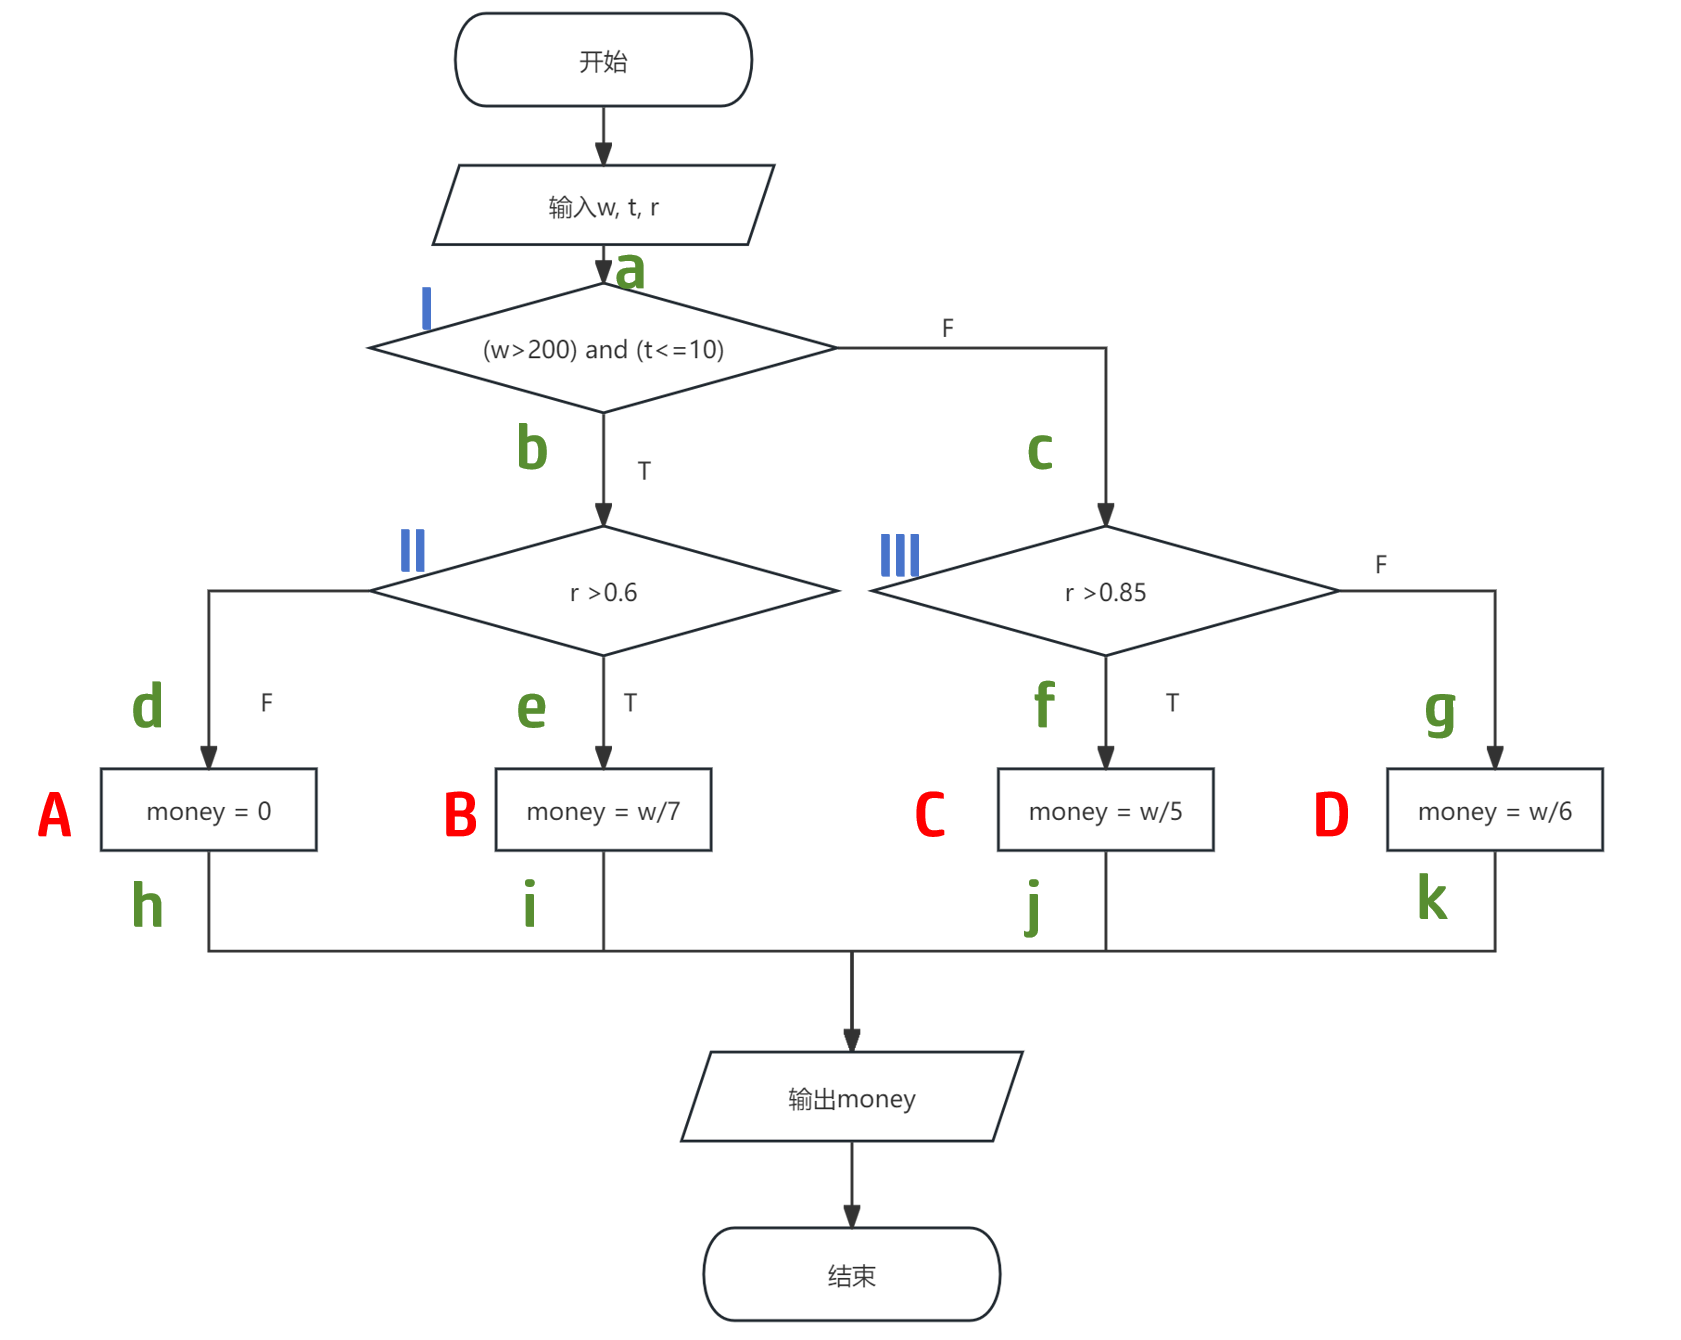 开始
输入w, t, r
a
I
(w>200) and (t<=10)
F
b
T
c
II
r >0.6
III
r >0.85
F
d
F
e
T
f
T
g
A
money = 0
B
money = w/7
C
money = w/5
D
money = w/6
h
i
j
k
输出money
结束